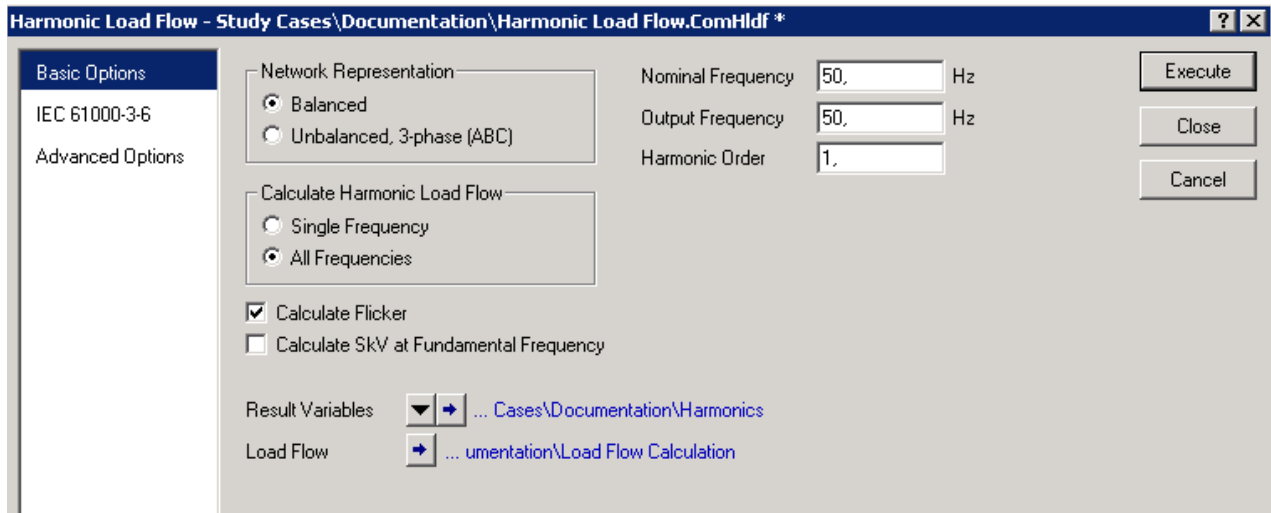 Harmonic Load Flow - Study Cases\Documentation\Harmonic Load Flow.ComHldf *
Basic Options
IEC 61000-3-6
Advanced Options
Network Representation
Balanced
Unbalanced, 3-phase (ABC)
Calculate Harmonic Load Flow
Single Frequency
All Frequencies
Calculate Flicker
Calculate SkV at Fundamental Frequency
Result Variables ... Cases\Documentation\Harmonics
Load Flow ... umentation\Load Flow Calculation
Nominal Frequency 50, Hz
Output Frequency 50, Hz
Harmonic Order 1,
Execute
Close
Cancel